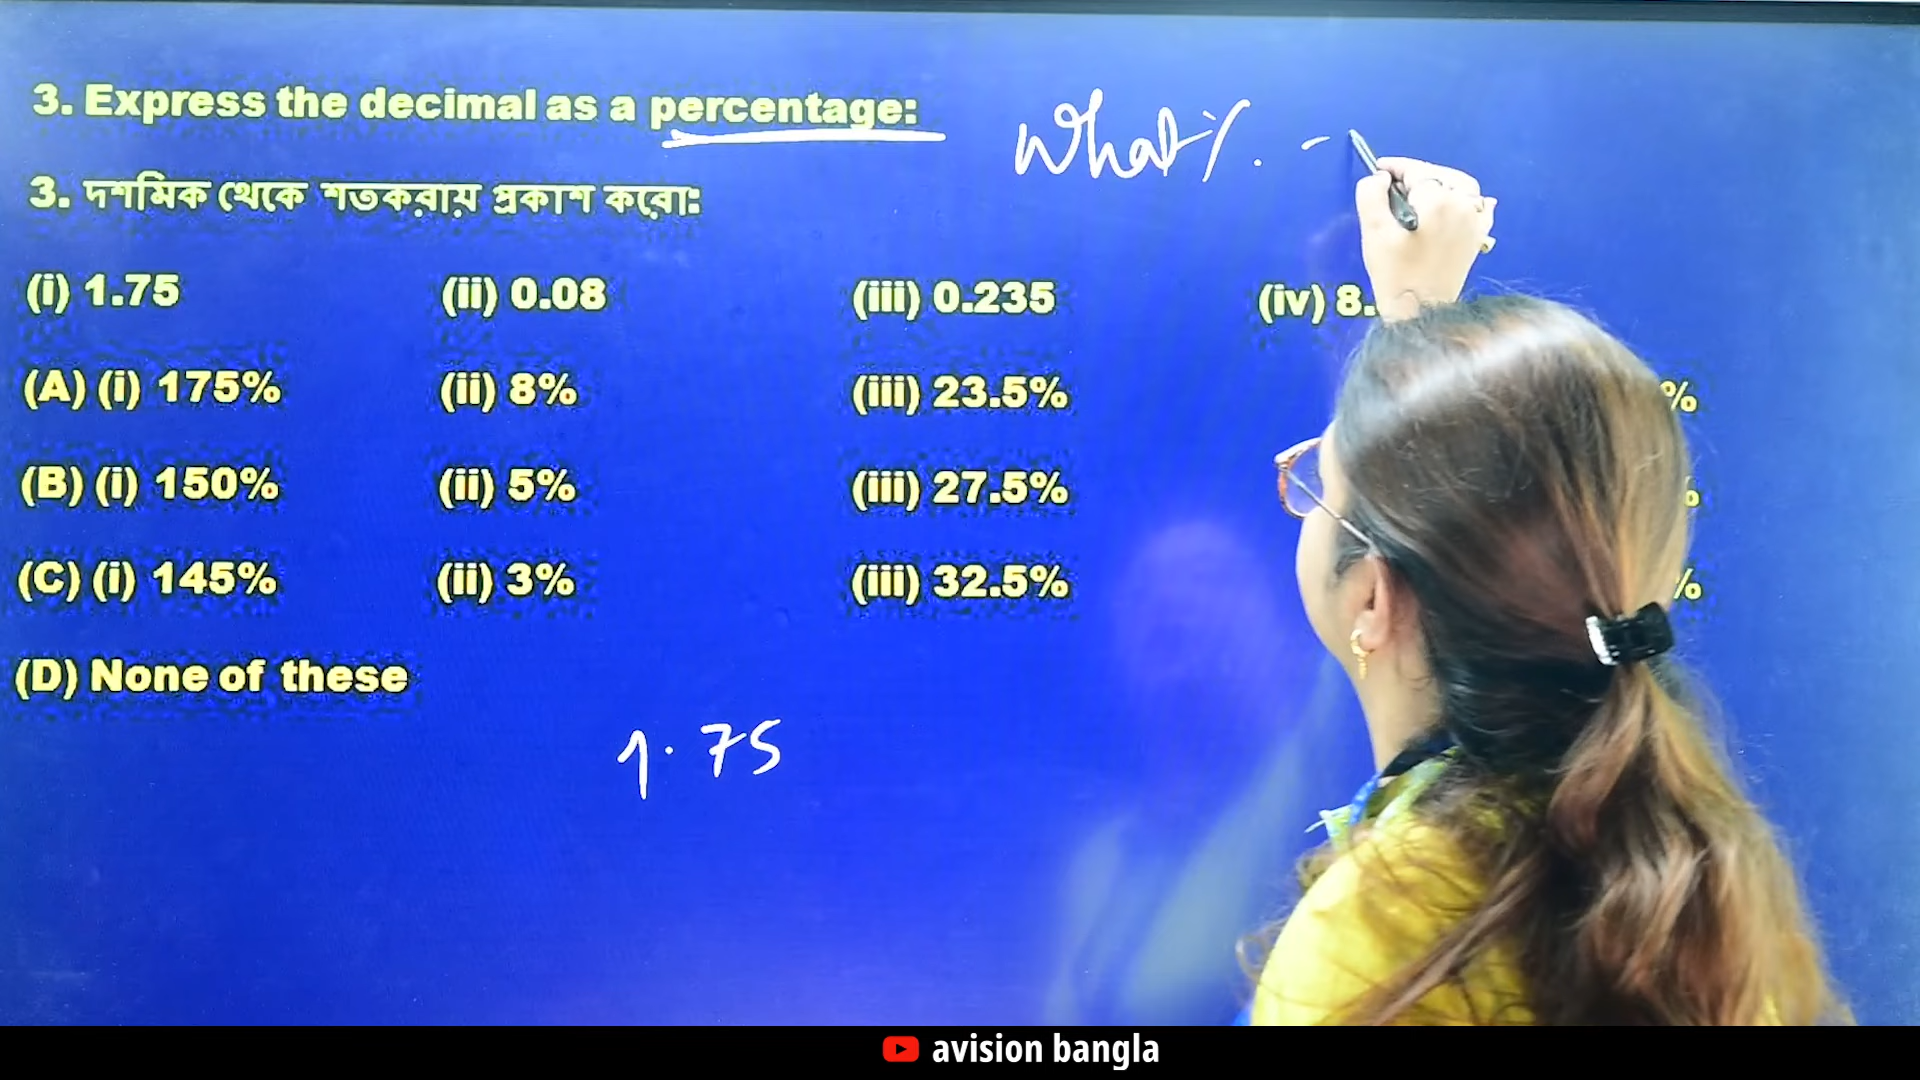 3. Express the decimal as a percentage:
What %. -
3. দশমিক থেকে শতকরায় প্রকাশ করো:
(i) 1.75 (ii) 0.08 (iii) 0.235 (iv) 8.
(A) (i) 175% (ii) 8% (iii) 23.5% %
(B) (i) 150% (ii) 5% (iii) 27.5% %
(C) (i) 145% (ii) 3% (iii) 32.5% %
(D) None of these
1.75
avision bangla